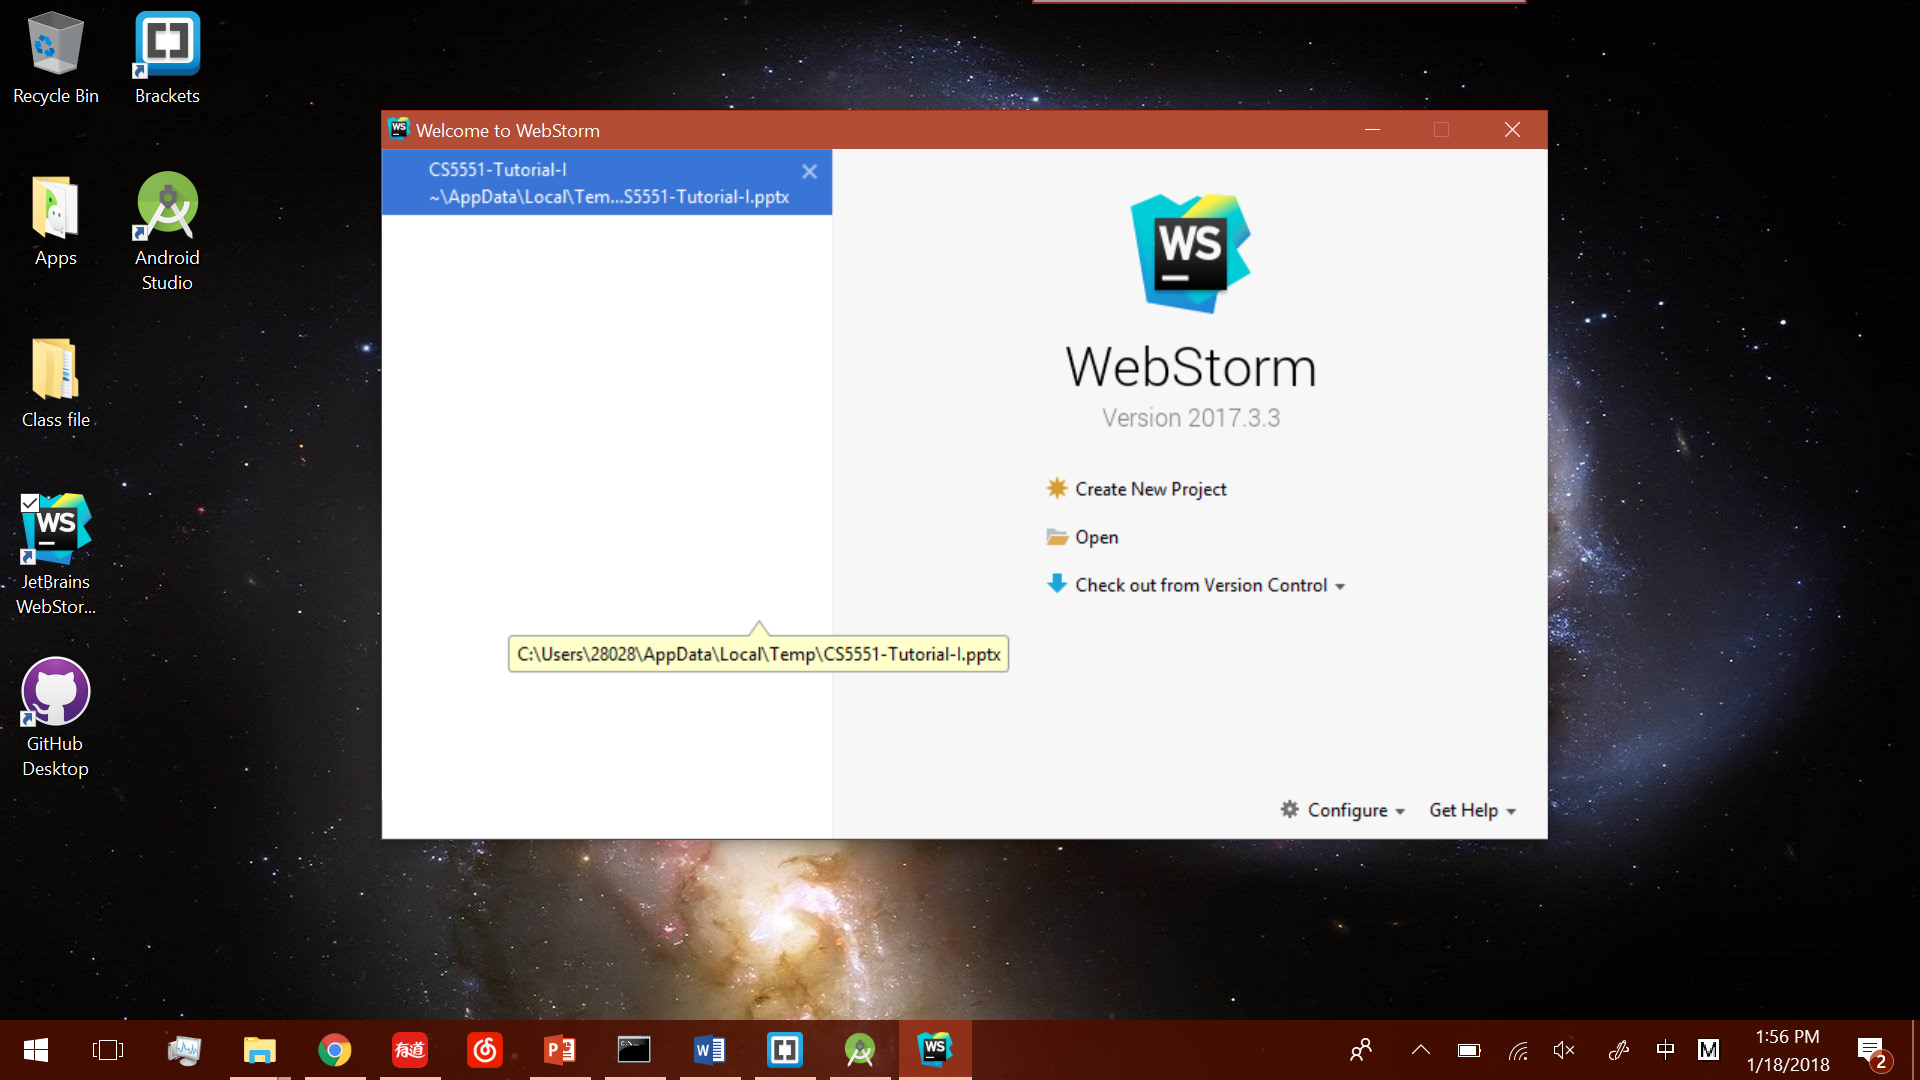 Recycle Bin
Brackets
Apps
Android
Studio
Class file
WS
JetBrains
WebStor...
GitHub
Desktop
WS
Welcome to WebStorm
CS5551-Tutorial-I
~\AppData\Local\Tem...S5551-Tutorial-I.pptx
WS
WebStorm
Version 2017.3.3
Create New Project
Open
Check out from Version Control
C:\Users\28028\AppData\Local\Temp\CS5551-Tutorial-I.pptx
Configure
Get Help
有道
P
C:\_
W
WS
中
M
1:56 PM
1/18/2018
2